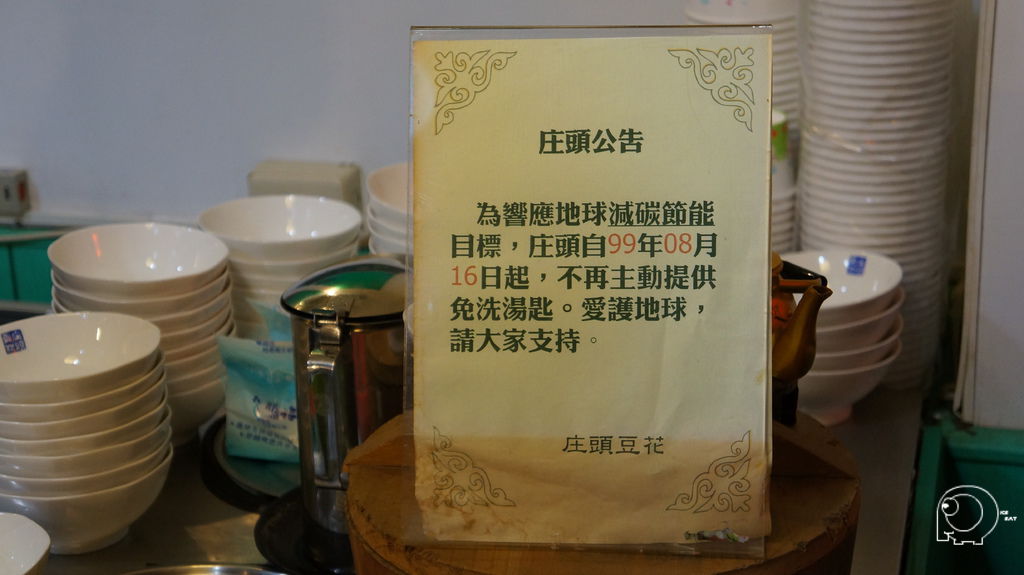 庄頭公告
為響應地球減碳節能
目標，庄頭自99年08月
16日起，不再主動提供
免洗湯匙。愛護地球，
請大家支持。
庄頭豆花
ICE
EAT